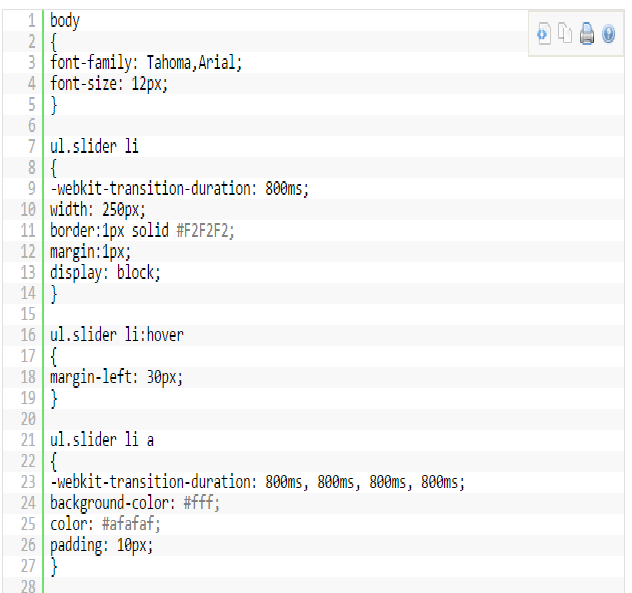 1 body
2 {
3 font-family: Tahoma,Arial;
4 font-size: 12px;
5 }
6
7 ul.slider li
8 {
9 -webkit-transition-duration: 800ms;
10 width: 250px;
11 border:1px solid #F2F2F2;
12 margin:1px;
13 display: block;
14 }
15
16 ul.slider li:hover
17 {
18 margin-left: 30px;
19 }
20
21 ul.slider li a
22 {
23 -webkit-transition-duration: 800ms, 800ms, 800ms, 800ms;
24 background-color: #fff;
25 color: #afafaf;
26 padding: 10px;
27 }
28